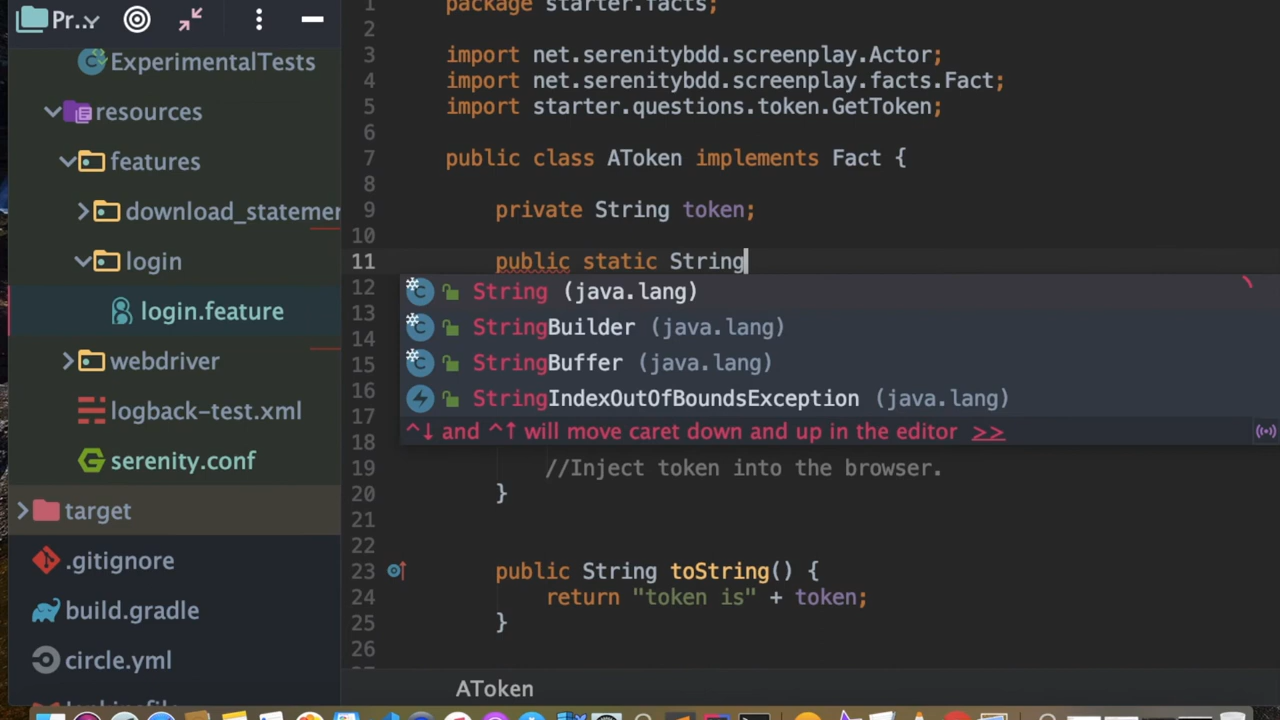 Pr...
ExperimentalTests
resources
features
download_statemer
login
login.feature
webdriver
logback-test.xml
serenity.conf
target
.gitignore
build.gradle
circle.yml
1 package starter.facts;
2
3 import net.serenitybdd.screenplay.Actor;
4 import net.serenitybdd.screenplay.facts.Fact;
5 import starter.questions.token.GetToken;
6
7 public class AToken implements Fact {
8
9 private String token;
10
11 public static String
12 String (java.lang)
13 StringBuilder (java.lang)
14
15 StringBuffer (java.lang)
16 StringIndexOutOfBoundsException (java.lang)
17 ^↓ and ^↑ will move caret down and up in the editor >>
18
19 //Inject token into the browser.
20 }
21
22
23 public String toString() {
24 return "token is" + token;
25 }
26
AToken